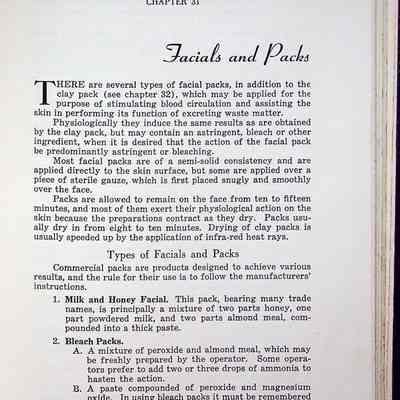 CHAPTER 31
Facials and Packs
THERE are several types of facial packs, in addition to the
clay pack (see chapter 32), which may be applied for the
purpose of stimulating blood circulation and assisting the
skin in performing its function of excreting waste matter.
Physiologically they induce the same results as are obtained
by the clay pack, but may contain an astringent, bleach or other
ingredient, when it is desired that the action of the facial pack
be predominantly astringent or bleaching.
Most facial packs are of a semi-solid consistency and are
applied directly to the skin surface, but some are applied over a
piece of sterile gauze, which is first placed snugly and smoothly
over the face.
Packs are allowed to remain on the face from ten to fifteen
minutes, and most of them exert their physiological action on the
skin because the preparations contract as they dry. Packs usu-
ally dry in from eight to ten minutes. Drying of clay packs is
usually speeded up by the application of infra-red heat rays.
Types of Facials and Packs
Commercial packs are products designed to achieve various
results, and the rule for their use is to follow the manufacturers'
instructions.
1. Milk and Honey Facial. This pack, bearing many trade
names, is principally a mixture of two parts honey, one
part powdered milk, and two parts almond meal, com-
pounded into a thick paste.
2. Bleach Packs.
A. A mixture of peroxide and almond meal, which may
be freshly prepared by the operator. Some opera-
tors prefer to add two or three drops of ammonia to
hasten the action.
B. A paste compounded of peroxide and magnesium
oxide. In using bleach packs it must be remembered